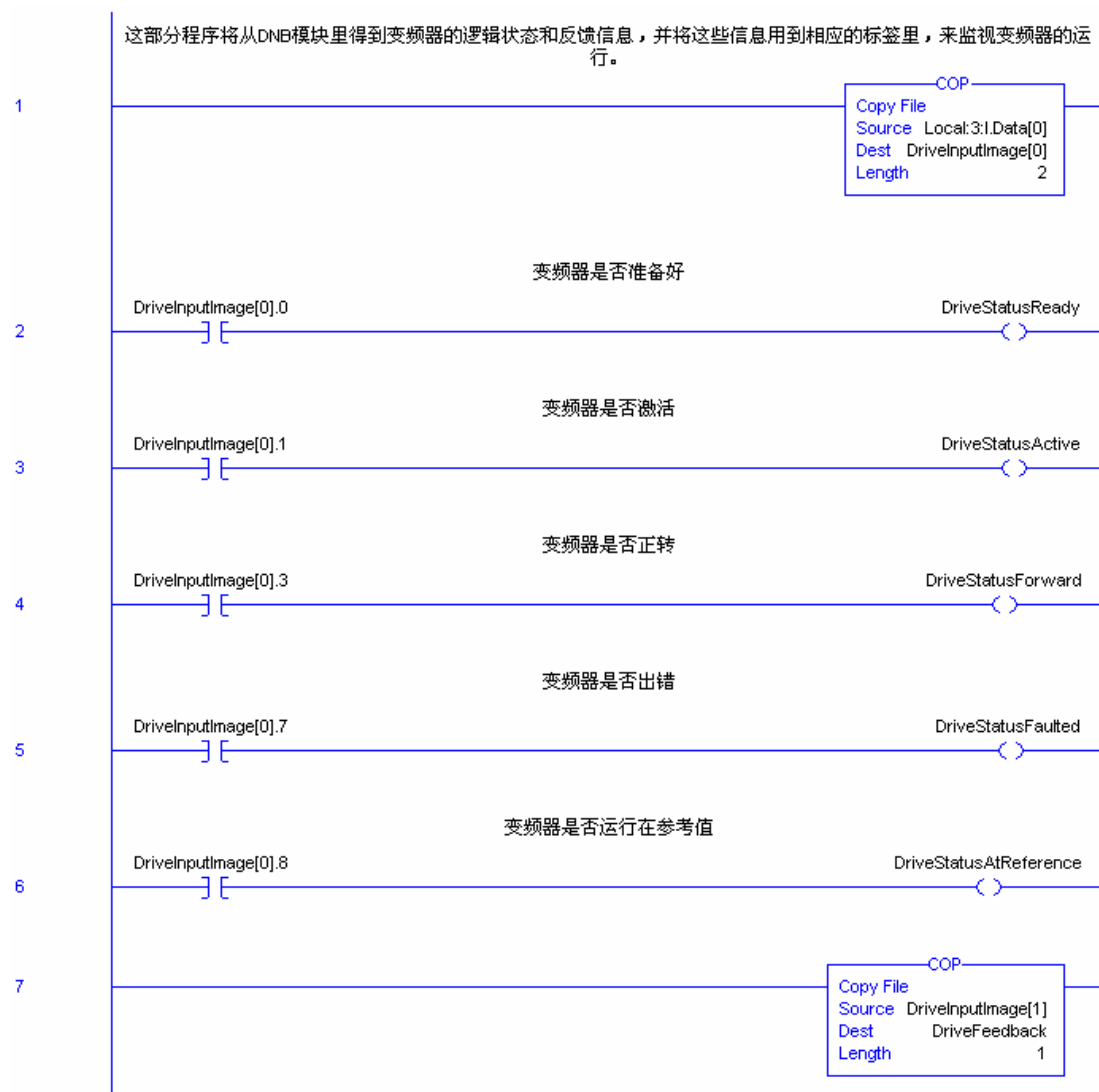 这部分程序将从DNB模块里得到变频器的逻辑状态和反馈信息，并将这些信息用到相应的标签里，来监视变频器的运
行。
1
COP
Copy File
Source Local:3:I.Data[0]
Dest DriveInputImage[0]
Length 2
变频器是否准备好
DriveInputImage[0].0 DriveStatusReady
2
变频器是否激活
DriveInputImage[0].1 DriveStatusActive
3
变频器是否正转
DriveInputImage[0].3 DriveStatusForward
4
变频器是否出错
DriveInputImage[0].7 DriveStatusFaulted
5
变频器是否运行在参考值
DriveInputImage[0].8 DriveStatusAtReference
6
COP
7
Copy File
Source DriveInputImage[1]
Dest DriveFeedback
Length 1